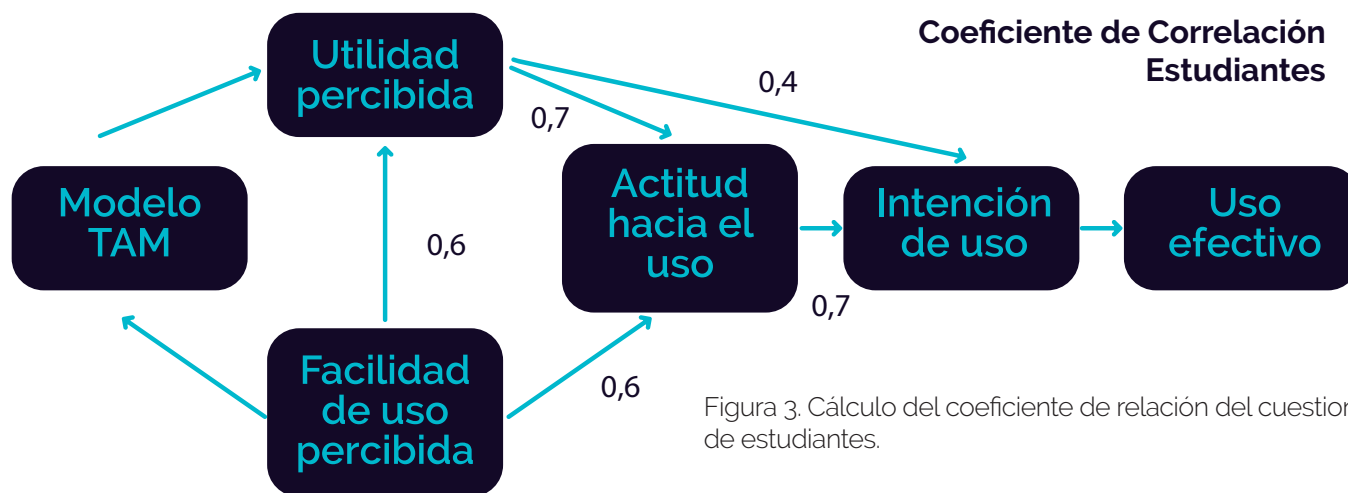 Coeficiente de Correlación
Estudiantes
Utilidad
percibida
0,4
0,7
Modelo
TAM
Actitud
hacia el
uso
Intención
de uso
Uso
efectivo
0,6
0,7
Facilidad
de uso
percibida
0,6
Figura 3. Cálculo del coeficiente de relación del
de estudiantes.